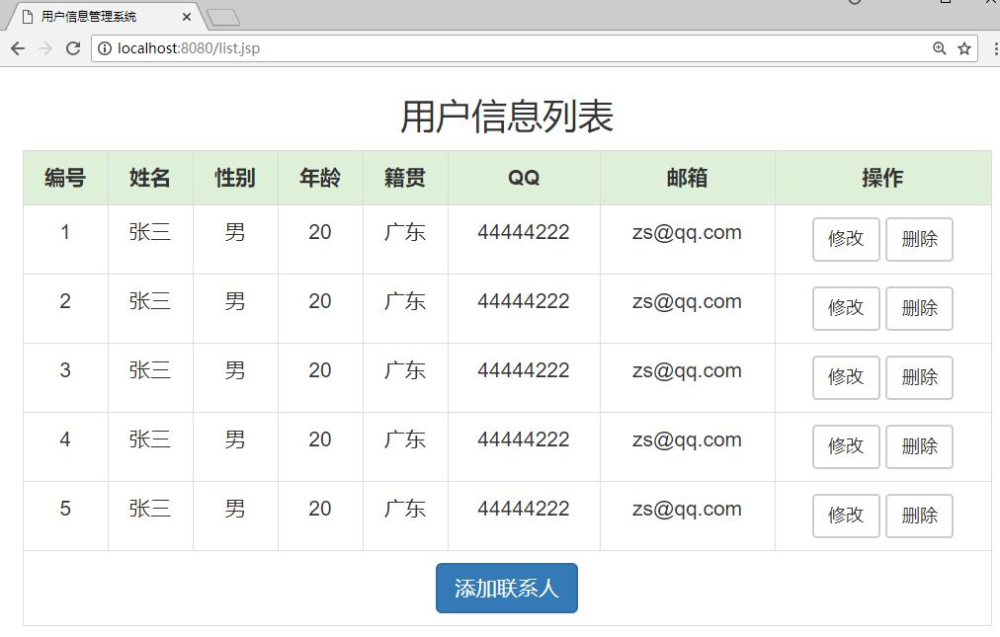 用户信息管理系统
localhost:8080/list.jsp
用户信息列表
编号 姓名 性别 年龄 籍贯 QQ 邮箱 操作
1 张三 男 20 广东 44444222 zs@qq.com 修改 删除
2 张三 男 20 广东 44444222 zs@qq.com 修改 删除
3 张三 男 20 广东 44444222 zs@qq.com 修改 删除
4 张三 男 20 广东 44444222 zs@qq.com 修改 删除
5 张三 男 20 广东 44444222 zs@qq.com 修改 删除
添加联系人